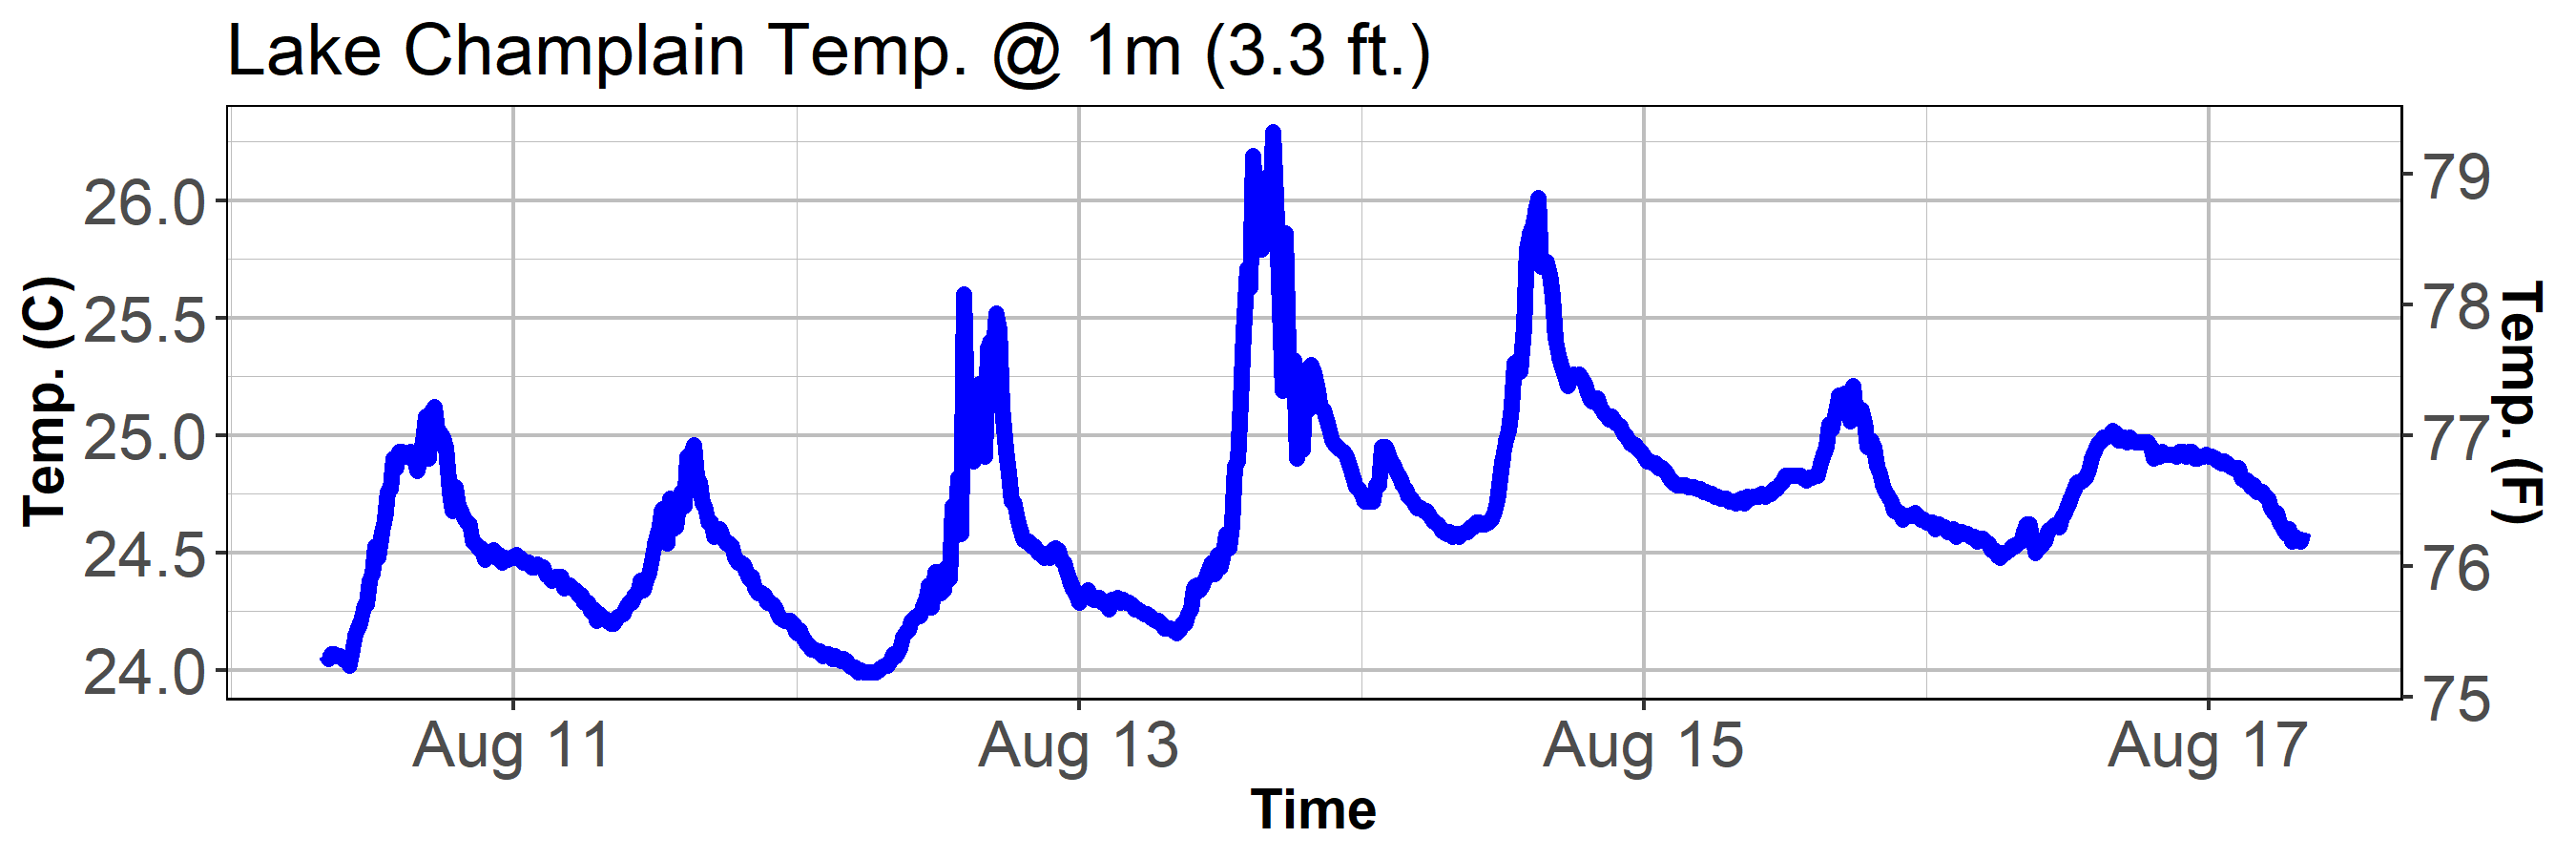 Lake Champlain Temp. @ 1m (3.3 ft.)
Temp. (C)
26.0
25.5
25.0
24.5
24.0
79
78
77
76
75
Temp. (F)
Aug 11 Aug 13 Aug 15 Aug 17
Time